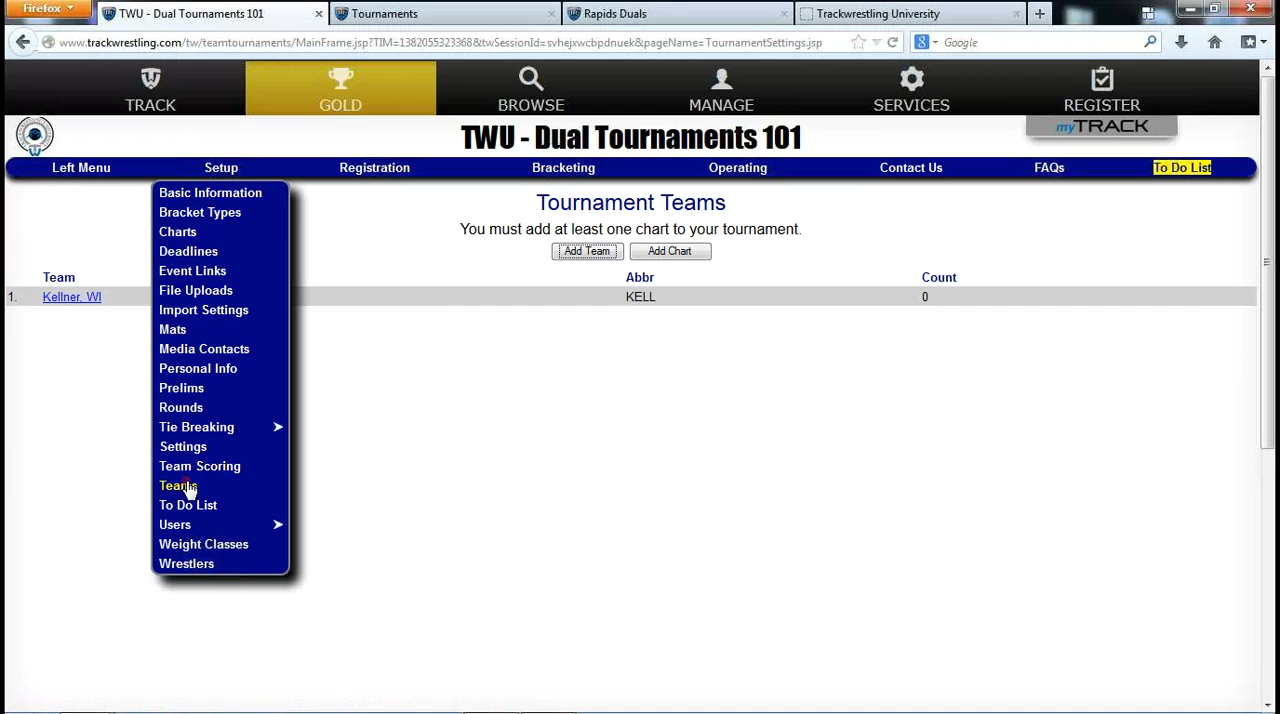 Firefox
TWU - Dual Tournaments 101
Tournaments
Rapids Duals
Trackwrestling University
www.trackwrestling.com/tw/teamtournaments/MainFrame.jsp?TIM=1382055323368&twSessionId=svhejxwcbpdnuek&pageName=TournamentSettings.jsp
Google
TRACK
GOLD
BROWSE
MANAGE
SERVICES
REGISTER
myTRACK
TWU - Dual Tournaments 101
Left Menu
Setup
Registration
Bracketing
Operating
Contact Us
FAQs
To Do List
Basic Information
Bracket Types
Charts
Deadlines
Event Links
File Uploads
Import Settings
Mats
Media Contacts
Personal Info
Prelims
Rounds
Tie Breaking
Settings
Team Scoring
Teams
To Do List
Users
Weight Classes
Wrestlers
Tournament Teams
You must add at least one chart to your tournament.
Add Team
Add Chart
Team
Abbr
Count
1.
Kellner, WI
KELL
0